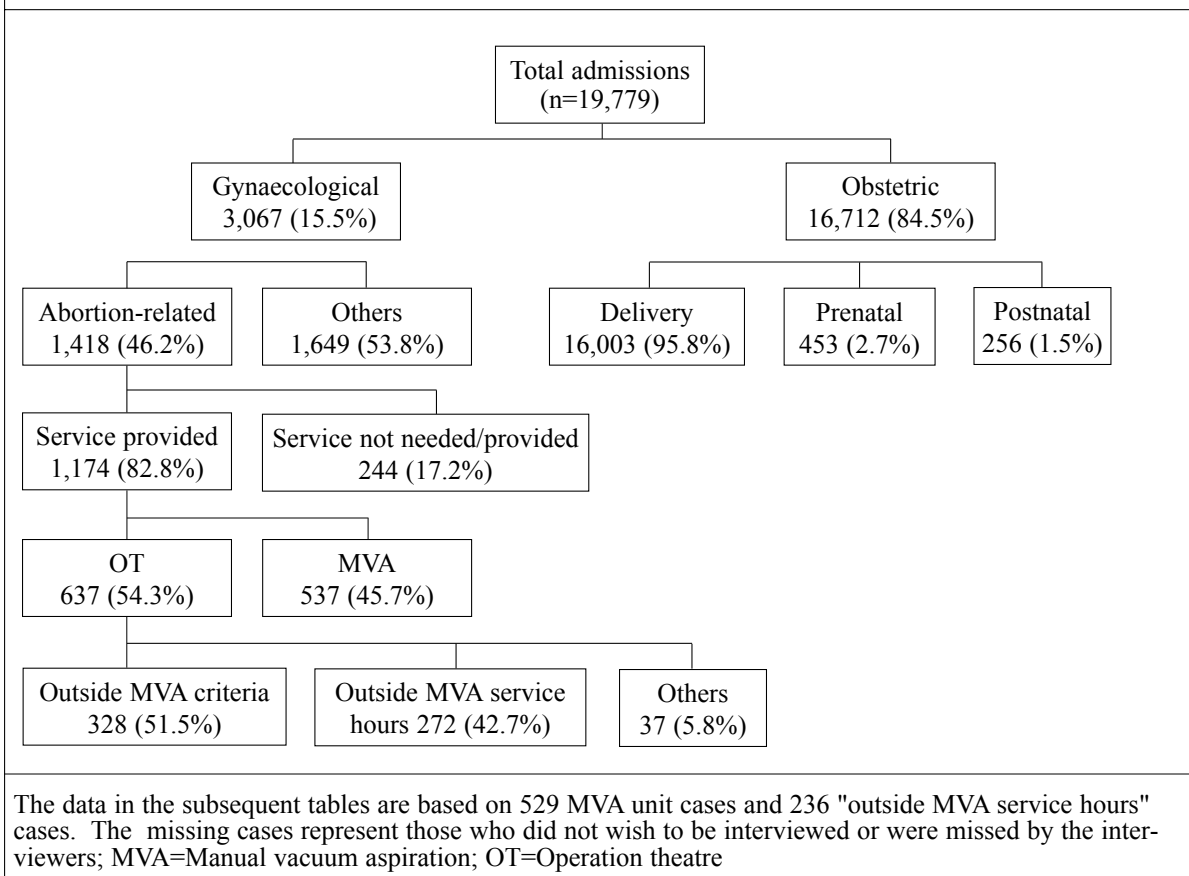 Total admissions
(n=19,779)
Gynaecological
3,067 (15.5%)
Obstetric
16,712 (84.5%)
Abortion-related
1,418 (46.2%)
Others
1,649 (53.8%)
Delivery
16,003 (95.8%)
Prenatal
453 (2.7%)
Postnatal
256 (1.5%)
Service provided
1,174 (82.8%)
Service not needed/provided
244 (17.2%)
OT
637 (54.3%)
MVA
537 (45.7%)
Outside MVA criteria
328 (51.5%)
Outside MVA service
hours 272 (42.7%)
Others
37 (5.8%)
The data in the subsequent tables are based on 529 MVA unit cases and 236 "outside MVA service hours"
cases. The missing cases represent those who did not wish to be interviewed or were missed by the inter-
viewers; MVA=Manual vacuum aspiration; OT=Operation theatre